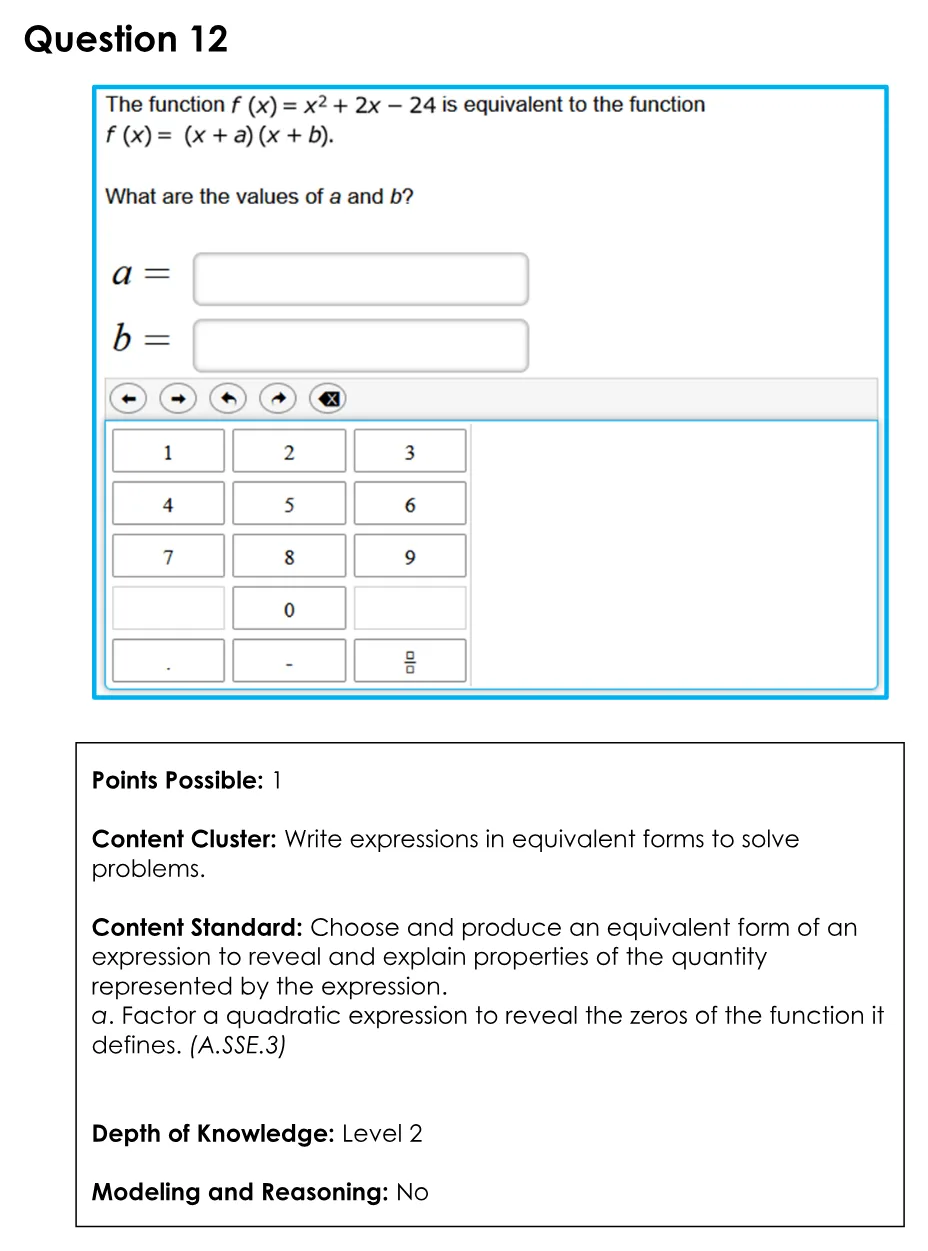 Question 12
The function f (x) = x² + 2x – 24 is equivalent to the function
f (x) = (x + a) (x + b).
What are the values of a and b?
a =
b =
1 2 3
4 5 6
7 8 9
0
. -
Points Possible: 1
Content Cluster: Write expressions in equivalent forms to solve
problems.
Content Standard: Choose and produce an equivalent form of an
expression to reveal and explain properties of the quantity
represented by the expression.
a. Factor a quadratic expression to reveal the zeros of the function it
defines. (A.SSE.3)
Depth of Knowledge: Level 2
Modeling and Reasoning: No